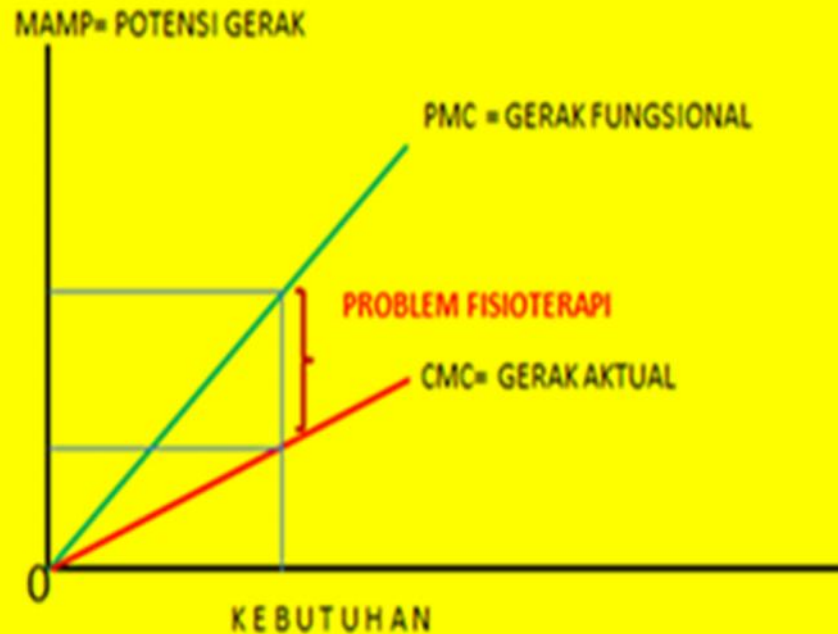 MAMP= POTENSI GERAK
PMC = GERAK FUNGSIONAL
PROBLEM FISIOTERAPI
CMC= GERAK AKTUAL
0
KEBUTUHAN